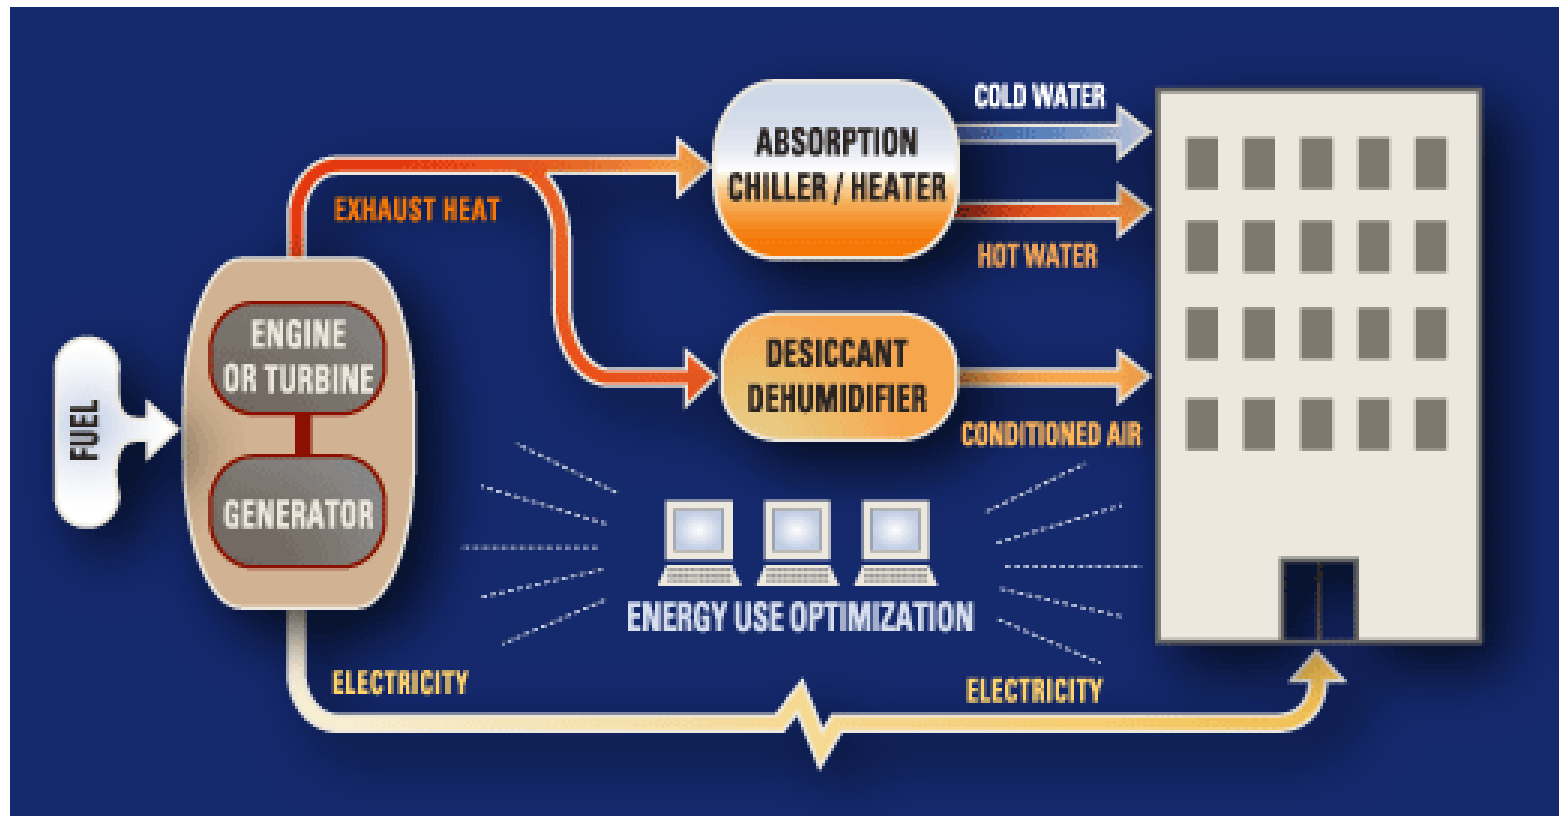 COLD WATER
ABSORPTION
CHILLER / HEATER
EXHAUST HEAT
HOT WATER
ENGINE
OR TURBINE
DESICCANT
DEHUMIDIFIER
FUEL
CONDITIONED AIR
GENERATOR
ENERGY USE OPTIMIZATION
ELECTRICITY
ELECTRICITY